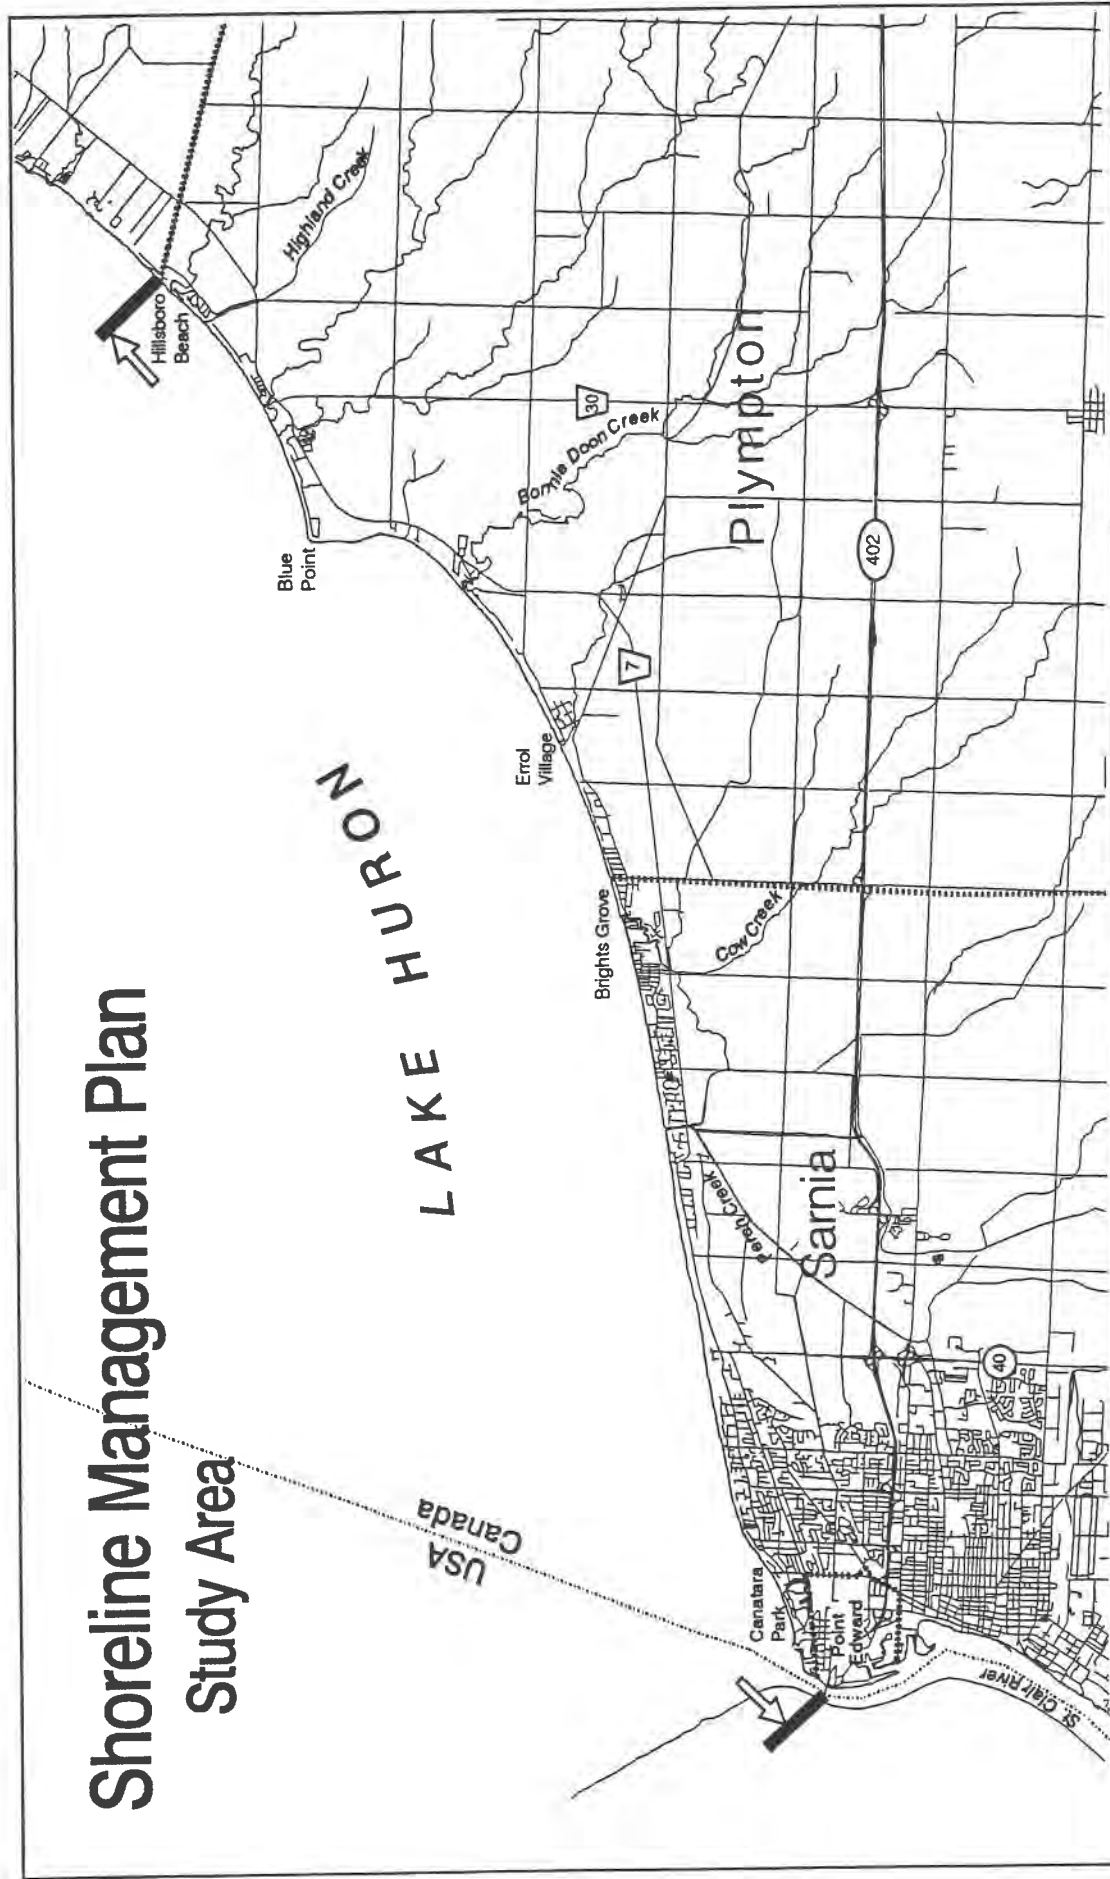 Shoreline Management Plan
Study Area
LAKE HURON
USA
Canada
Hillsboro
Beach
Highland Creek
Blue
Point
30
Bonnie Doon Creek
Plympton
402
7
Errol
Village
Brights Grove
Cow Creek
Perch Creek
Sarnia
40
Canatara
Park
Point
Edward
St. Clair River